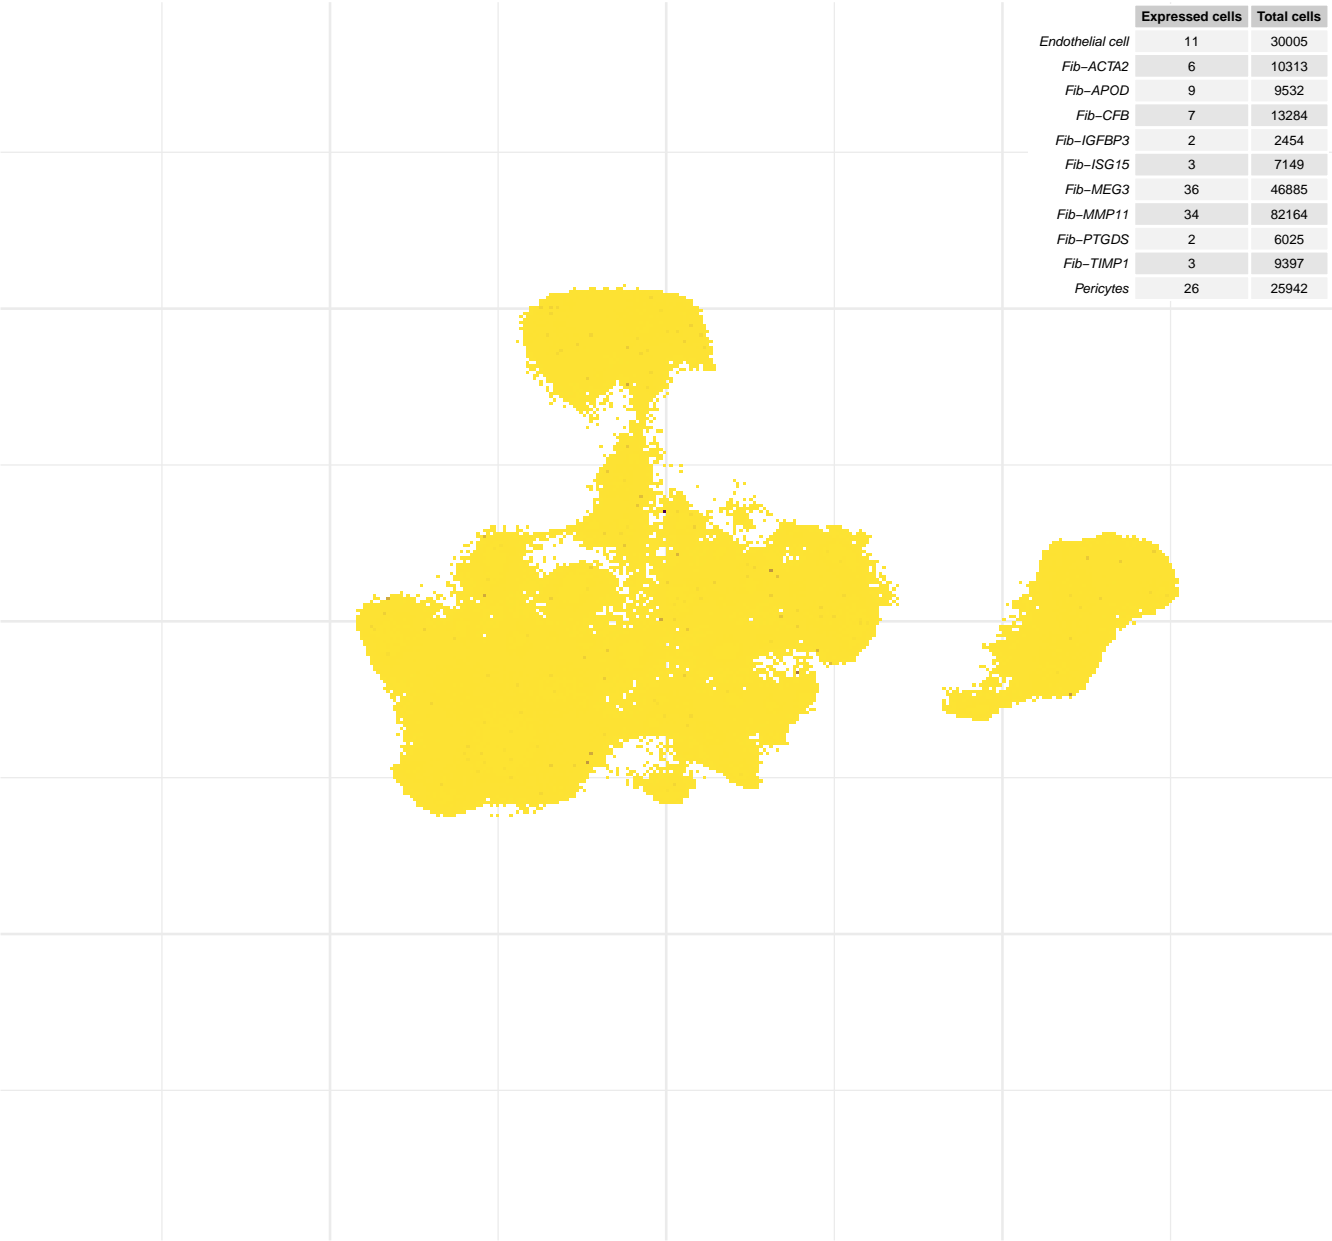 Expressed cells Total cells
Endothelial cell 11 30005
Fib−ACTA2 6 10313
Fib−APOD 9 9532
Fib−CFB 7 13284
Fib−IGFBP3 2 2454
Fib−ISG15 3 7149
Fib−MEG3 36 46885
Fib−MMP11 34 82164
Fib−PTGDS 2 6025
Fib−TIMP1 3 9397
Pericytes 26 25942